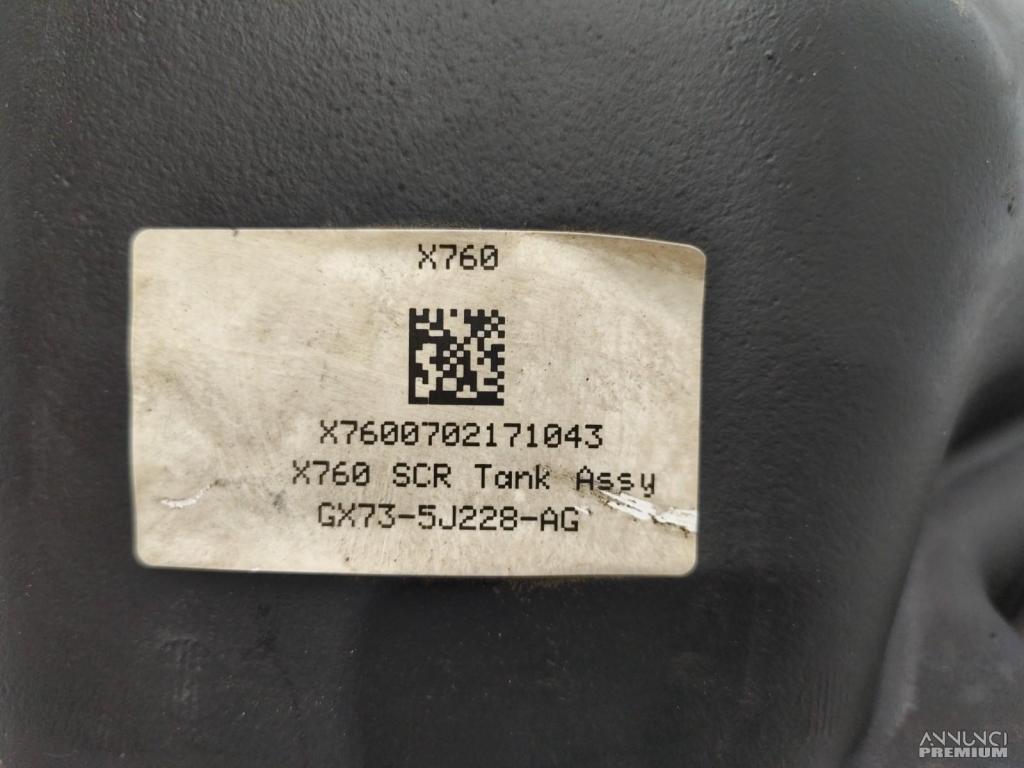 X760
X7600702171043
X760 SCR Tank Assy
GX73-5J228-AG
ANNUNCI
PREMIUM